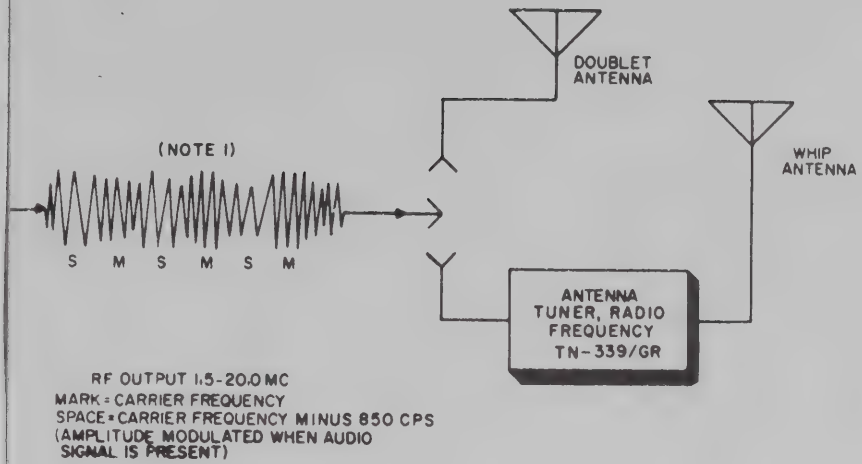 DOUBLET
ANTENNA
WHIP
ANTENNA
(NOTE 1)
S M S M S M
ANTENNA
TUNER, RADIO
FREQUENCY
TN-339/GR
RF OUTPUT 1.5-20.0 MC
MARK = CARRIER FREQUENCY
SPACE = CARRIER FREQUENCY MINUS 850 CPS
(AMPLITUDE MODULATED WHEN AUDIO
SIGNAL IS PRESENT)